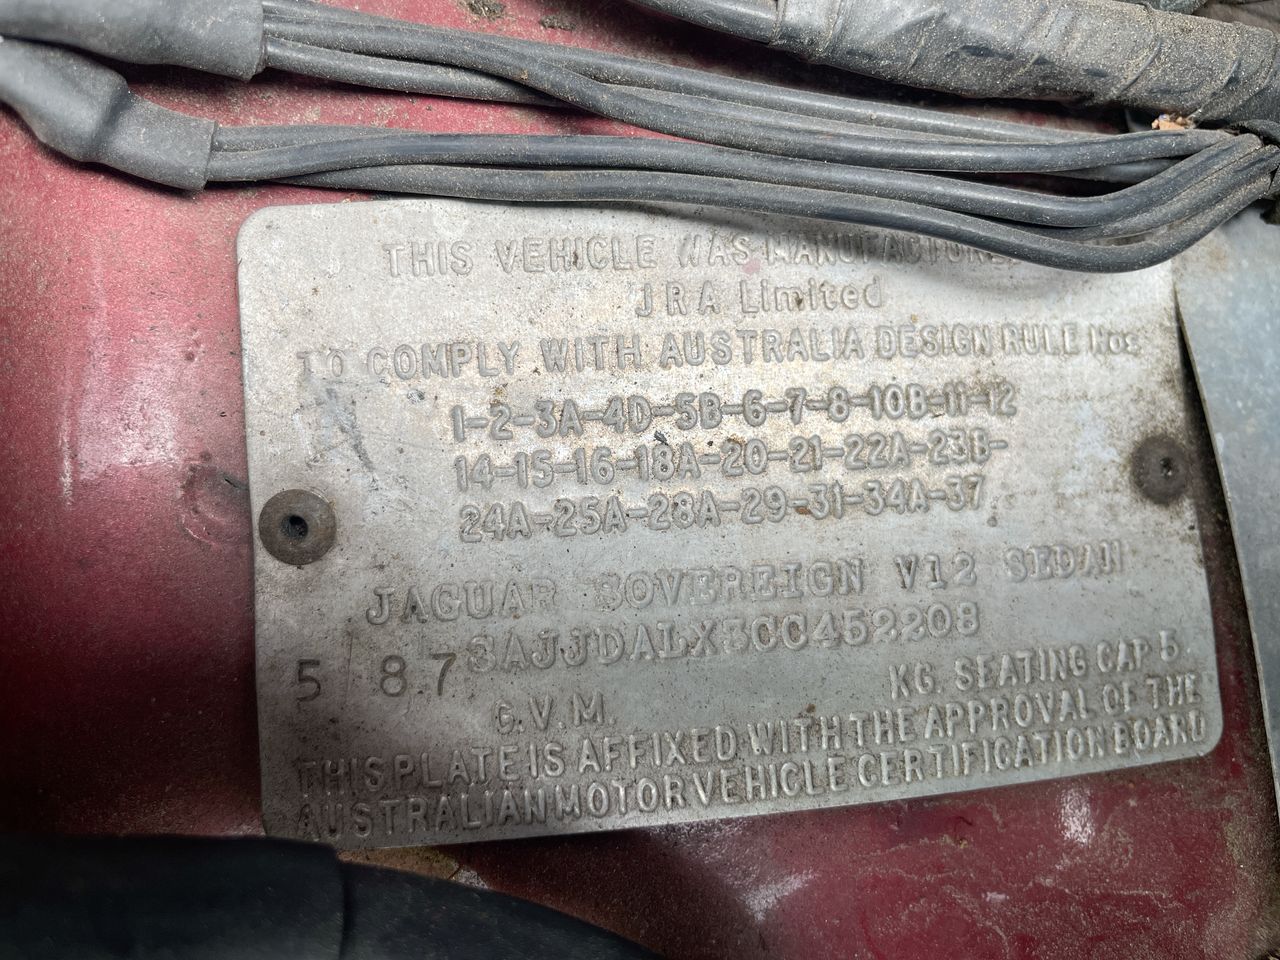 THIS VEHICLE WAS MANUFACTURE
J R A Limited
TO COMPLY WITH AUSTRALIA DESIGN RULE Nos
1-2-3A-4D-5B-6-7-8-10B-11-12
14-15-16-18A-20-21-22A-23B-
24A-25A-28A-29-31-34A-37
JAGUAR SOVEREIGN V12 SEDAN
5 87 SAJJDALX3CC452208
G.V.M. KG. SEATING CAP 5
THIS PLATE IS AFFIXED WITH THE APPROVAL OF THE
AUSTRALIAN MOTOR VEHICLE CERTIFICATION BOARD